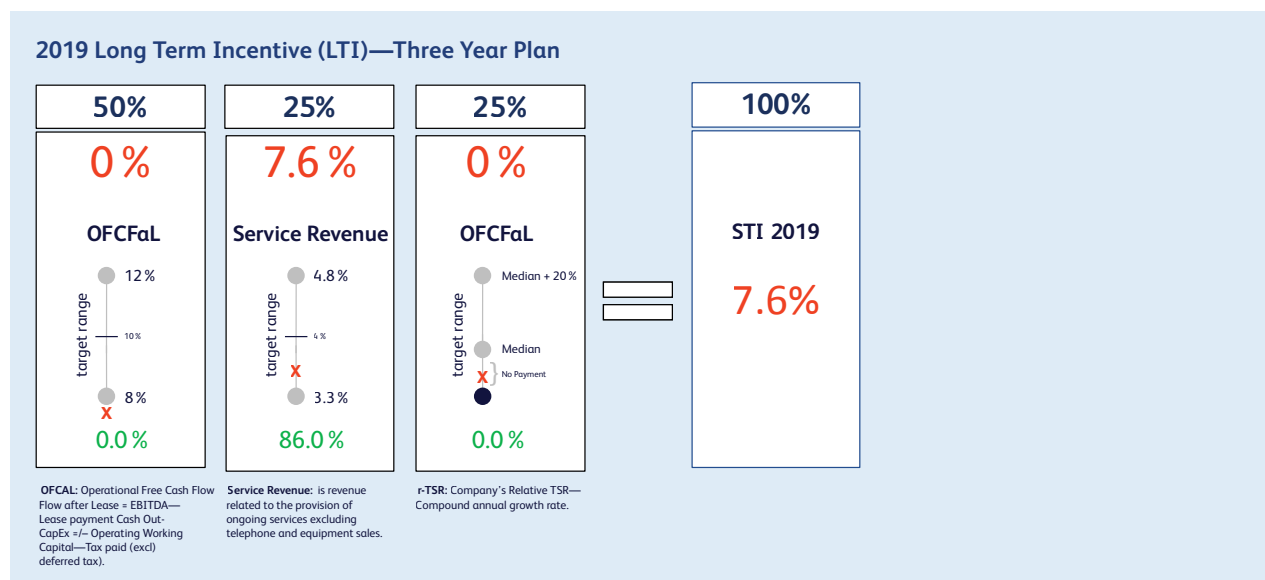 2019 Long Term Incentive (LTI)—Three Year Plan
50%
0 %
OFCFaL
target range
12 %
10 %
8 %
X
0.0 %
OFCAL: Operational Free Cash Flow
Flow after Lease = EBITDA—
Lease payment Cash Out-
CapEx =/– Operating Working
Capital—Tax paid (excl)
deferred tax).
25%
7.6 %
Service Revenue
target range
4.8 %
4 %
X
3.3 %
86.0 %
Service Revenue: is revenue
related to the provision of
ongoing services excluding
telephone and equipment sales.
25%
0 %
OFCFaL
target range
Median + 20 %
Median
X } No Payment
0.0 %
r-TSR: Company's Relative TSR—
Compound annual growth rate.
100%
STI 2019
7.6%